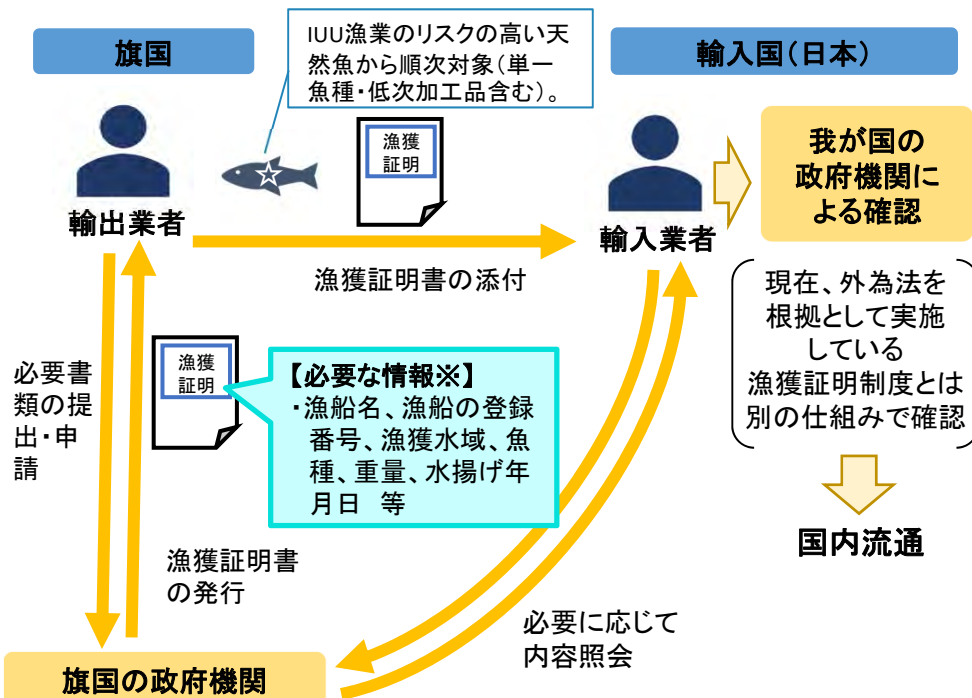 旗国
IUU漁業のリスクの高い天
然魚から順次対象(単一
魚種・低次加工品含む)。
輸入国(日本)
漁獲
証明
輸出業者
輸入業者
我が国の
政府機関に
よる確認
漁獲証明書の添付
現在、外為法を
根拠として実施
している
漁獲証明制度とは
別の仕組みで確認
必要書
類の提
出・申
請
漁獲
証明
【必要な情報※】
・漁船名、漁船の登録
番号、漁獲水域、魚
種、重量、水揚げ年
月日 等
国内流通
漁獲証明書
の発行
必要に応じて
内容照会
旗国の政府機関